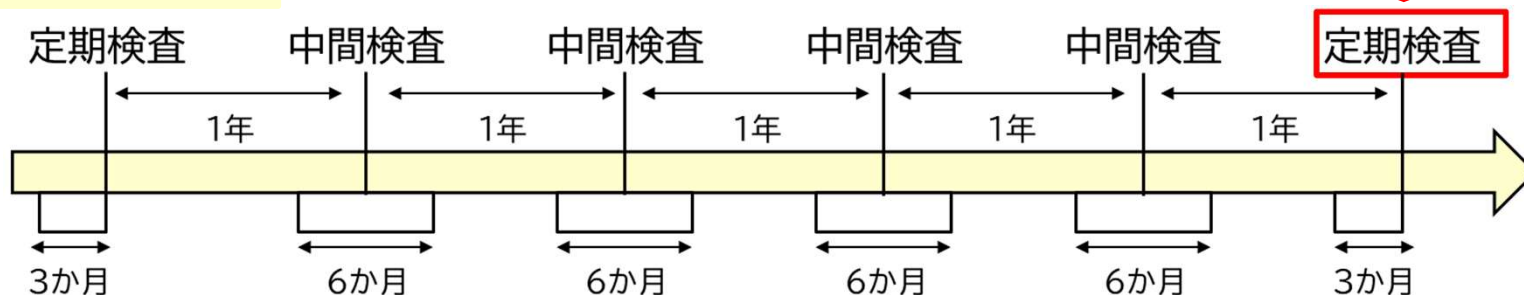 定期検査 中間検査 中間検査 中間検査 中間検査 定期検査
1年 1年 1年 1年 1年
3か月 6か月 6か月 6か月 6か月 3か月